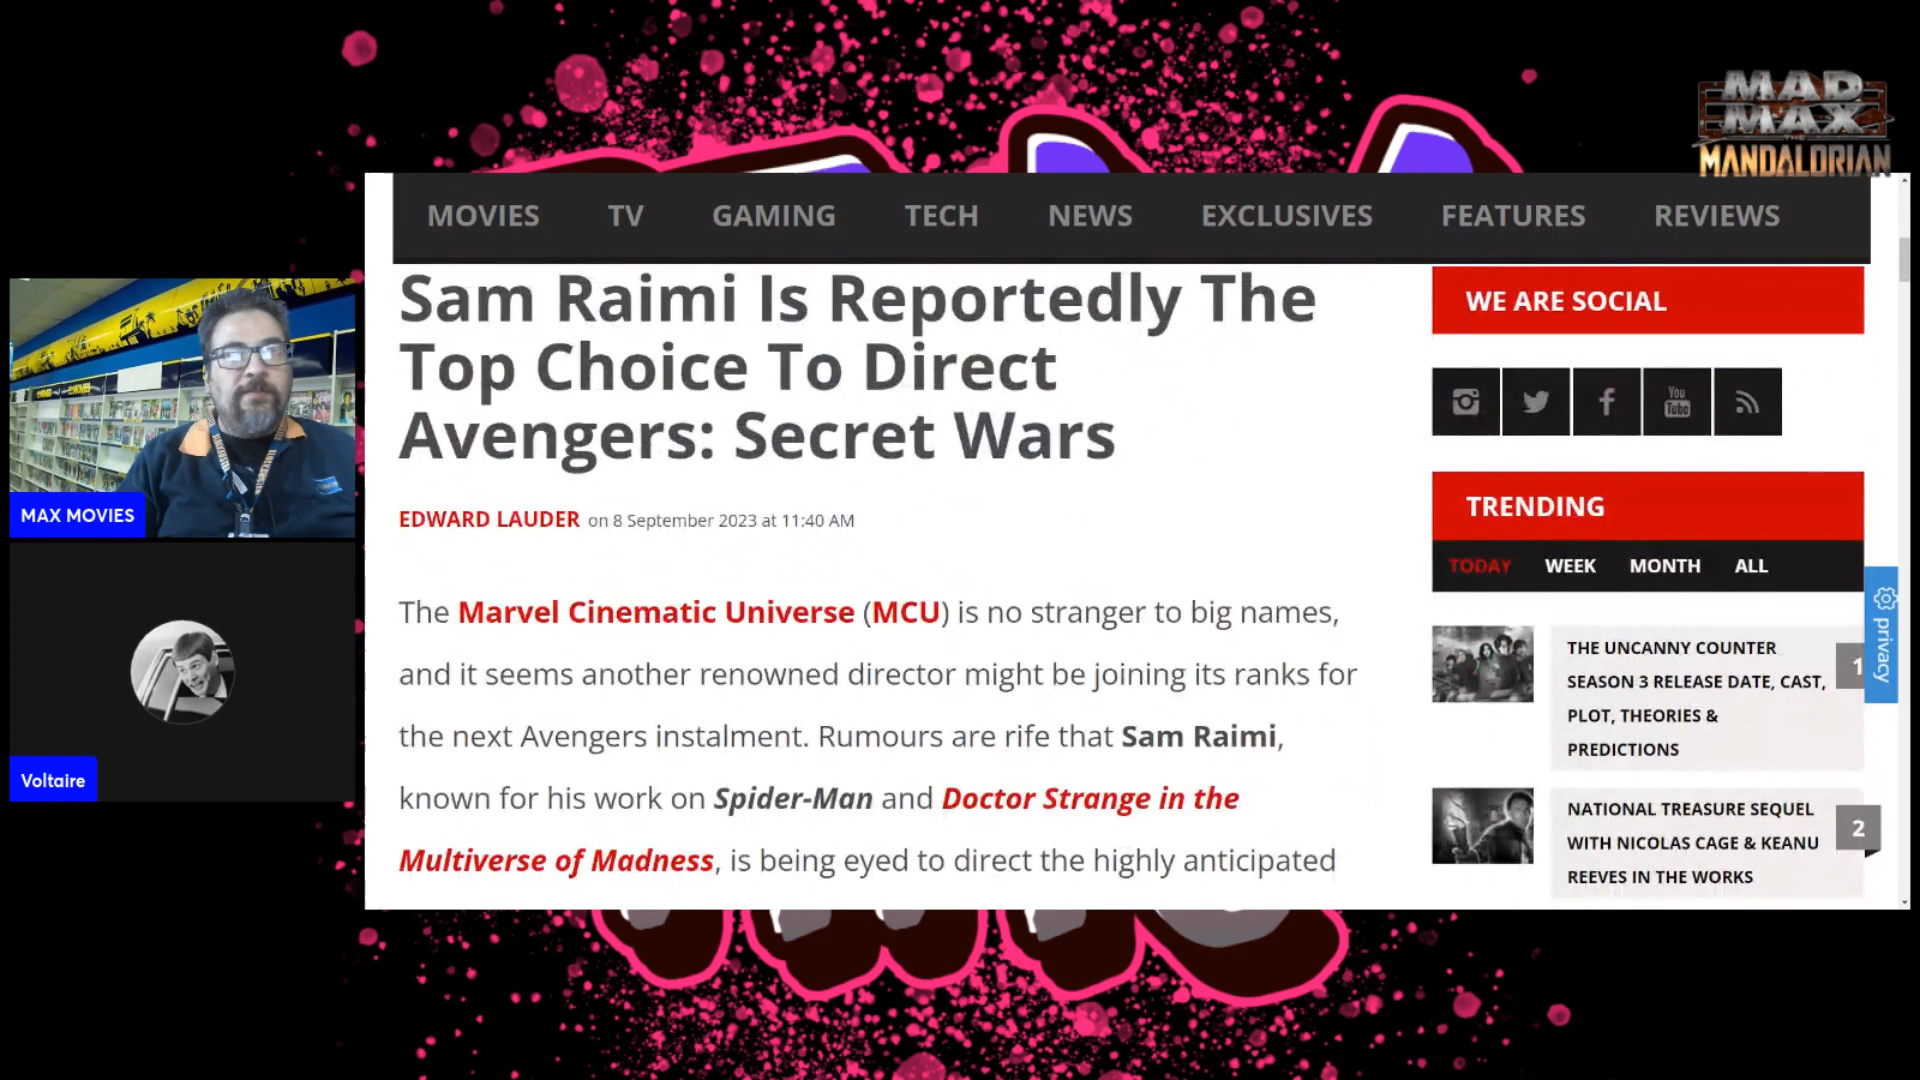 MAD
MAX
THE
MANDALORIAN
MOVIES TV GAMING TECH NEWS EXCLUSIVES FEATURES REVIEWS
Sam Raimi Is Reportedly The
Top Choice To Direct
Avengers: Secret Wars
EDWARD LAUDER on 8 September 2023 at 11:40 AM
The Marvel Cinematic Universe (MCU) is no stranger to big names,
and it seems another renowned director might be joining its ranks for
the next Avengers instalment. Rumours are rife that Sam Raimi,
known for his work on Spider-Man and Doctor Strange in the
Multiverse of Madness, is being eyed to direct the highly anticipated
WE ARE SOCIAL
You
Tube
TRENDING
TODAY WEEK MONTH ALL
THE UNCANNY COUNTER
SEASON 3 RELEASE DATE, CAST,
PLOT, THEORIES &
PREDICTIONS
1
NATIONAL TREASURE SEQUEL
WITH NICOLAS CAGE & KEANU
REEVES IN THE WORKS
2
privacy
MAX MOVIES
Voltaire